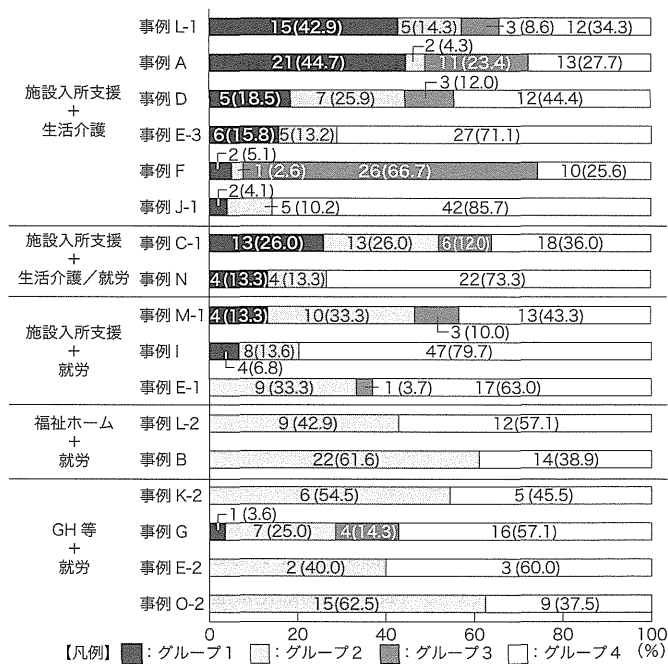 施設入所支援
+
生活介護
事例 L-1 15(42.9) 5(14.3) 3(8.6) 12(34.3)
事例 A 21(44.7) 2(4.3) 11(23.4) 13(27.7)
事例 D 5(18.5) 7(25.9) 3(12.0) 12(44.4)
事例 E-3 6(15.8) 5(13.2) 27(71.1)
事例 F 2(5.1) 1(2.6) 26(66.7) 10(25.6)
事例 J-1 2(4.1) 5(10.2) 42(85.7)
施設入所支援
+
生活介護/就労
事例 C-1 13(26.0) 13(26.0) 6(12.0) 18(36.0)
事例 N 4(13.3) 4(13.3) 22(73.3)
施設入所支援
+
就労
事例 M-1 4(13.3) 10(33.3) 3(10.0) 13(43.3)
事例 I 4(6.8) 8(13.6) 47(79.7)
事例 E-1 9(33.3) 1(3.7) 17(63.0)
福祉ホーム
+
就労
事例 L-2 9(42.9) 12(57.1)
事例 B 22(61.6) 14(38.9)
GH 等
+
就労
事例 K-2 6(54.5) 5(45.5)
事例 G 1(3.6) 7(25.0) 4(14.3) 16(57.1)
事例 E-2 2(40.0) 3(60.0)
事例 O-2 15(62.5) 9(37.5)
0 20 40 60 80 100
(%)
【凡例】 :グループ1 :グループ2 :グループ3 :グループ4